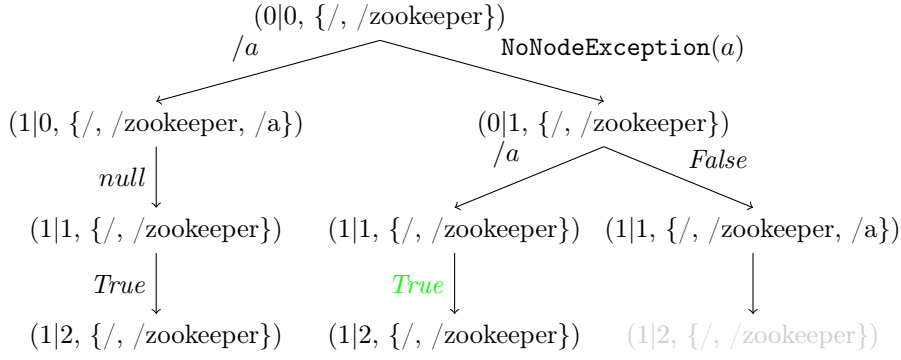 (0|0, {/, /zookeeper})
/a NoNodeException(a)
(1|0, {/, /zookeeper, /a}) (0|1, {/, /zookeeper})
/a False
null
(1|1, {/, /zookeeper}) (1|1, {/, /zookeeper}) (1|1, {/, /zookeeper, /a})
True True
(1|2, {/, /zookeeper}) (1|2, {/, /zookeeper}) (1|2, {/, /zookeeper})